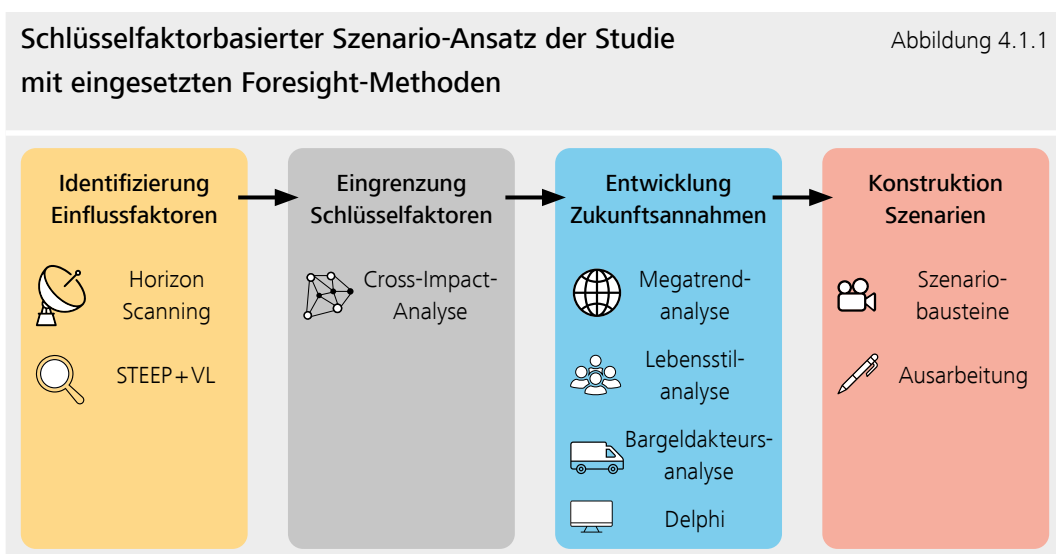 Schlüsselfaktorbasierter Szenario-Ansatz der Studie
mit eingesetzten Foresight-Methoden
Abbildung 4.1.1
Identifizierung
Einflussfaktoren
Horizon
Scanning
STEEP+VL
Eingrenzung
Schlüsselfaktoren
Cross-Impact-
Analyse
Entwicklung
Zukunftsannahmen
Megatrend-
analyse
Lebensstil-
analyse
Bargeldakteurs-
analyse
Delphi
Konstruktion
Szenarien
Szenario-
bausteine
Ausarbeitung